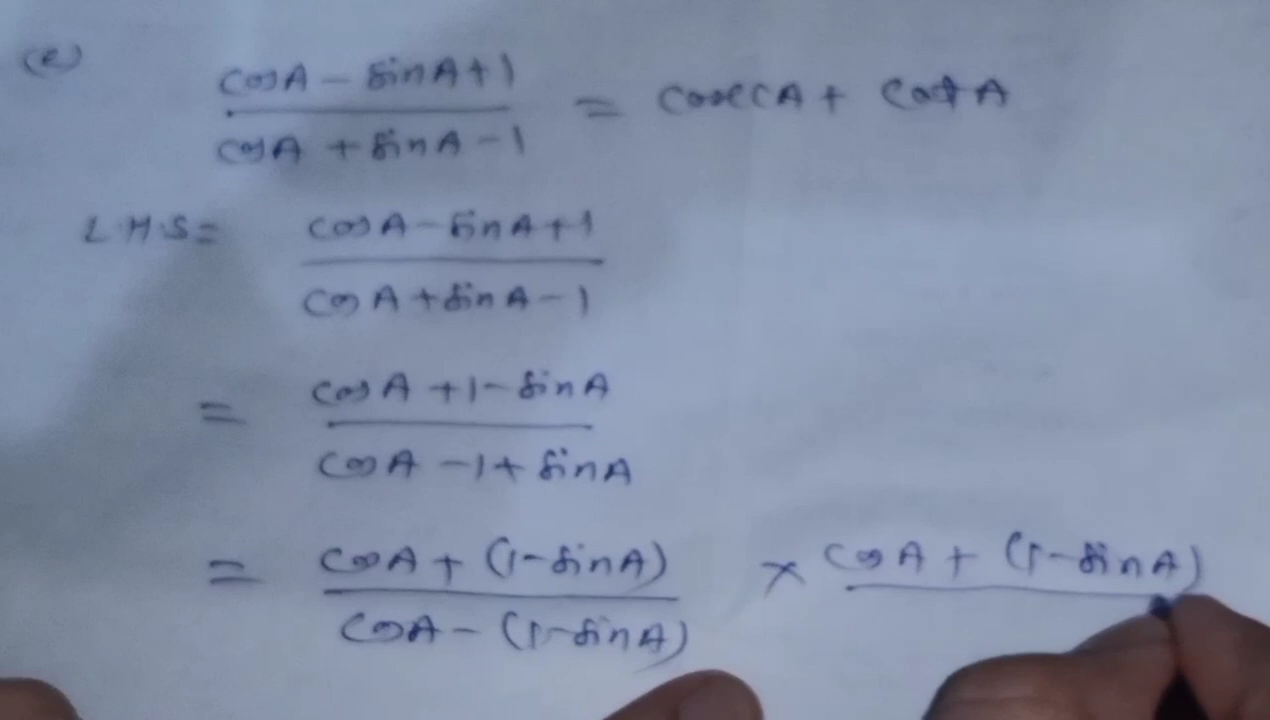 (e)
cosA - sinA+1
= cosecA + cotA
cosA + sinA - 1
L.H.S =
cosA - sinA+1
cosA + sinA - 1
=
cosA + 1 - sinA
cosA - 1 + sinA
=
cosA + (1-sinA)
× cosA + (1-sinA)
cosA - (1-sinA)